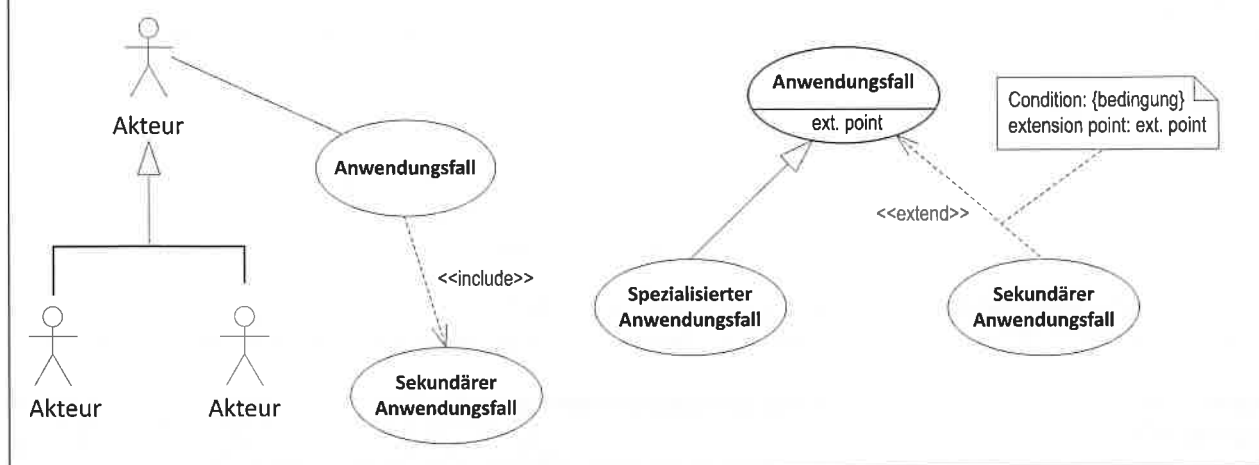 Akteur
Anwendungsfall
<<include>>
Sekundärer
Anwendungsfall
Akteur
Akteur
Anwendungsfall
ext. point
Condition: {bedingung}
extension point: ext. point
<<extend>>
Spezialisierter
Anwendungsfall
Sekundärer
Anwendungsfall